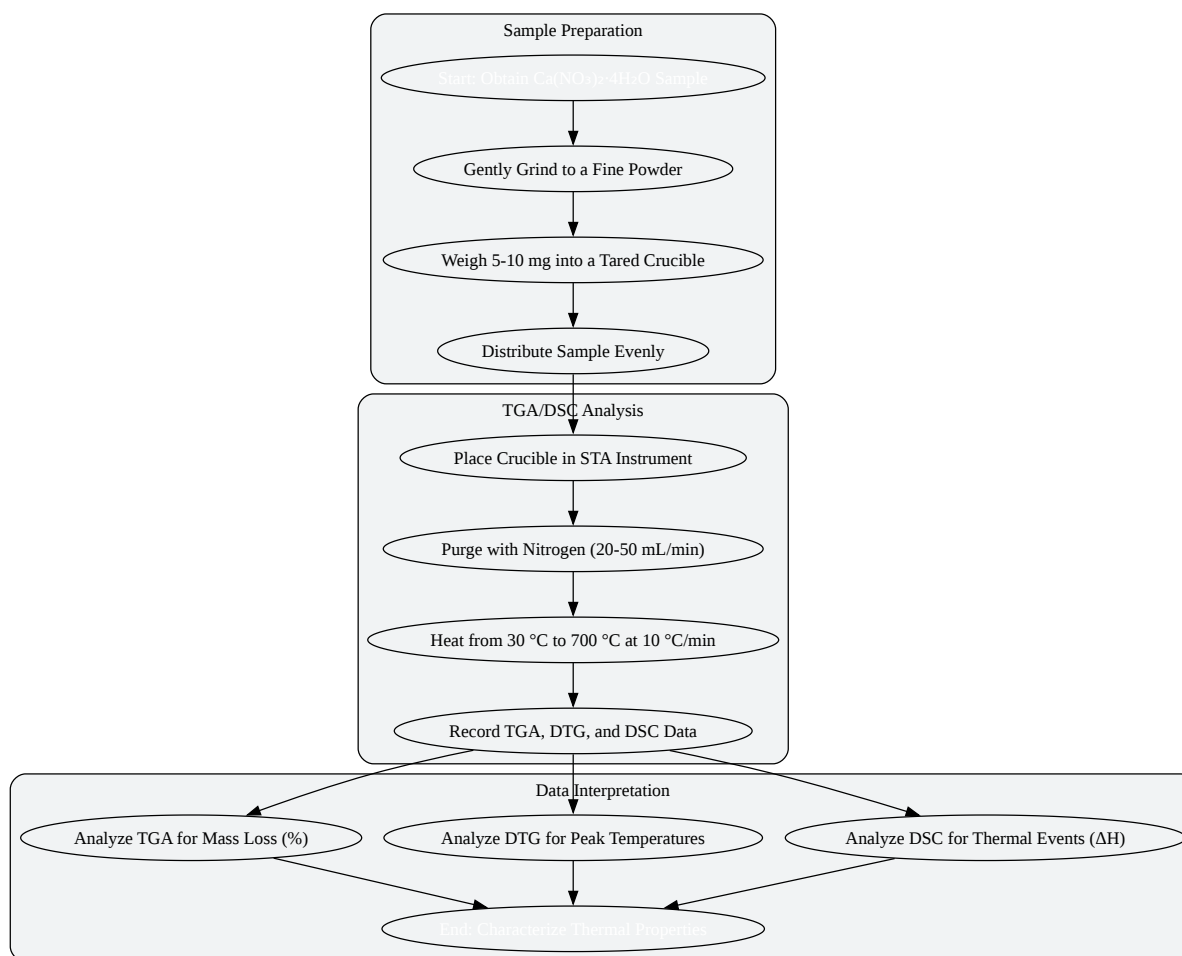 Sample Preparation
Start: Obtain Ca(NO₃)₂·4H₂O Sample
Gently Grind to a Fine Powder
Weigh 5-10 mg into a Tared Crucible
Distribute Sample Evenly
TGA/DSC Analysis
Place Crucible in STA Instrument
Purge with Nitrogen (20-50 mL/min)
Heat from 30 °C to 700 °C at 10 °C/min
Record TGA, DTG, and DSC Data
Data Interpretation
Analyze TGA for Mass Loss (%)
Analyze DTG for Peak Temperatures
Analyze DSC for Thermal Events (ΔH)
End: Characterize Thermal Properties